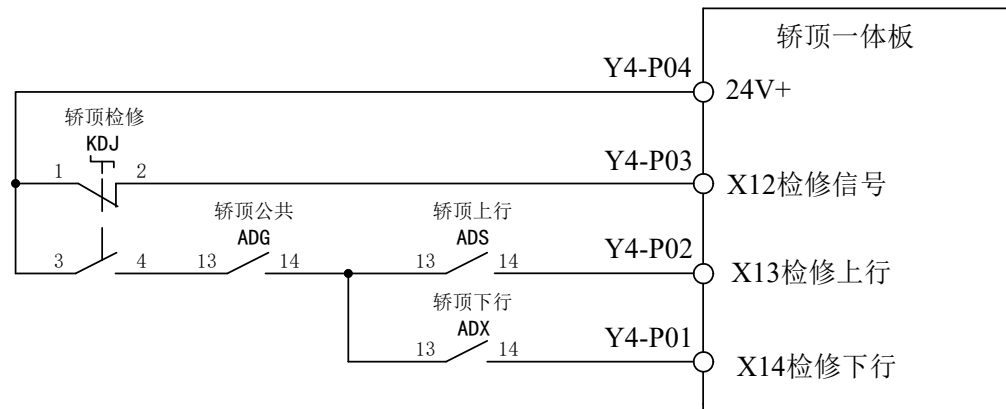 轿顶一体板
Y4-P04
24V+
轿顶检修
KDJ
1
2
Y4-P03
X12检修信号
轿顶公共
ADG
轿顶上行
ADS
Y4-P02
3
4
13
14
13
14
X13检修上行
轿顶下行
ADX
Y4-P01
13
14
X14检修下行